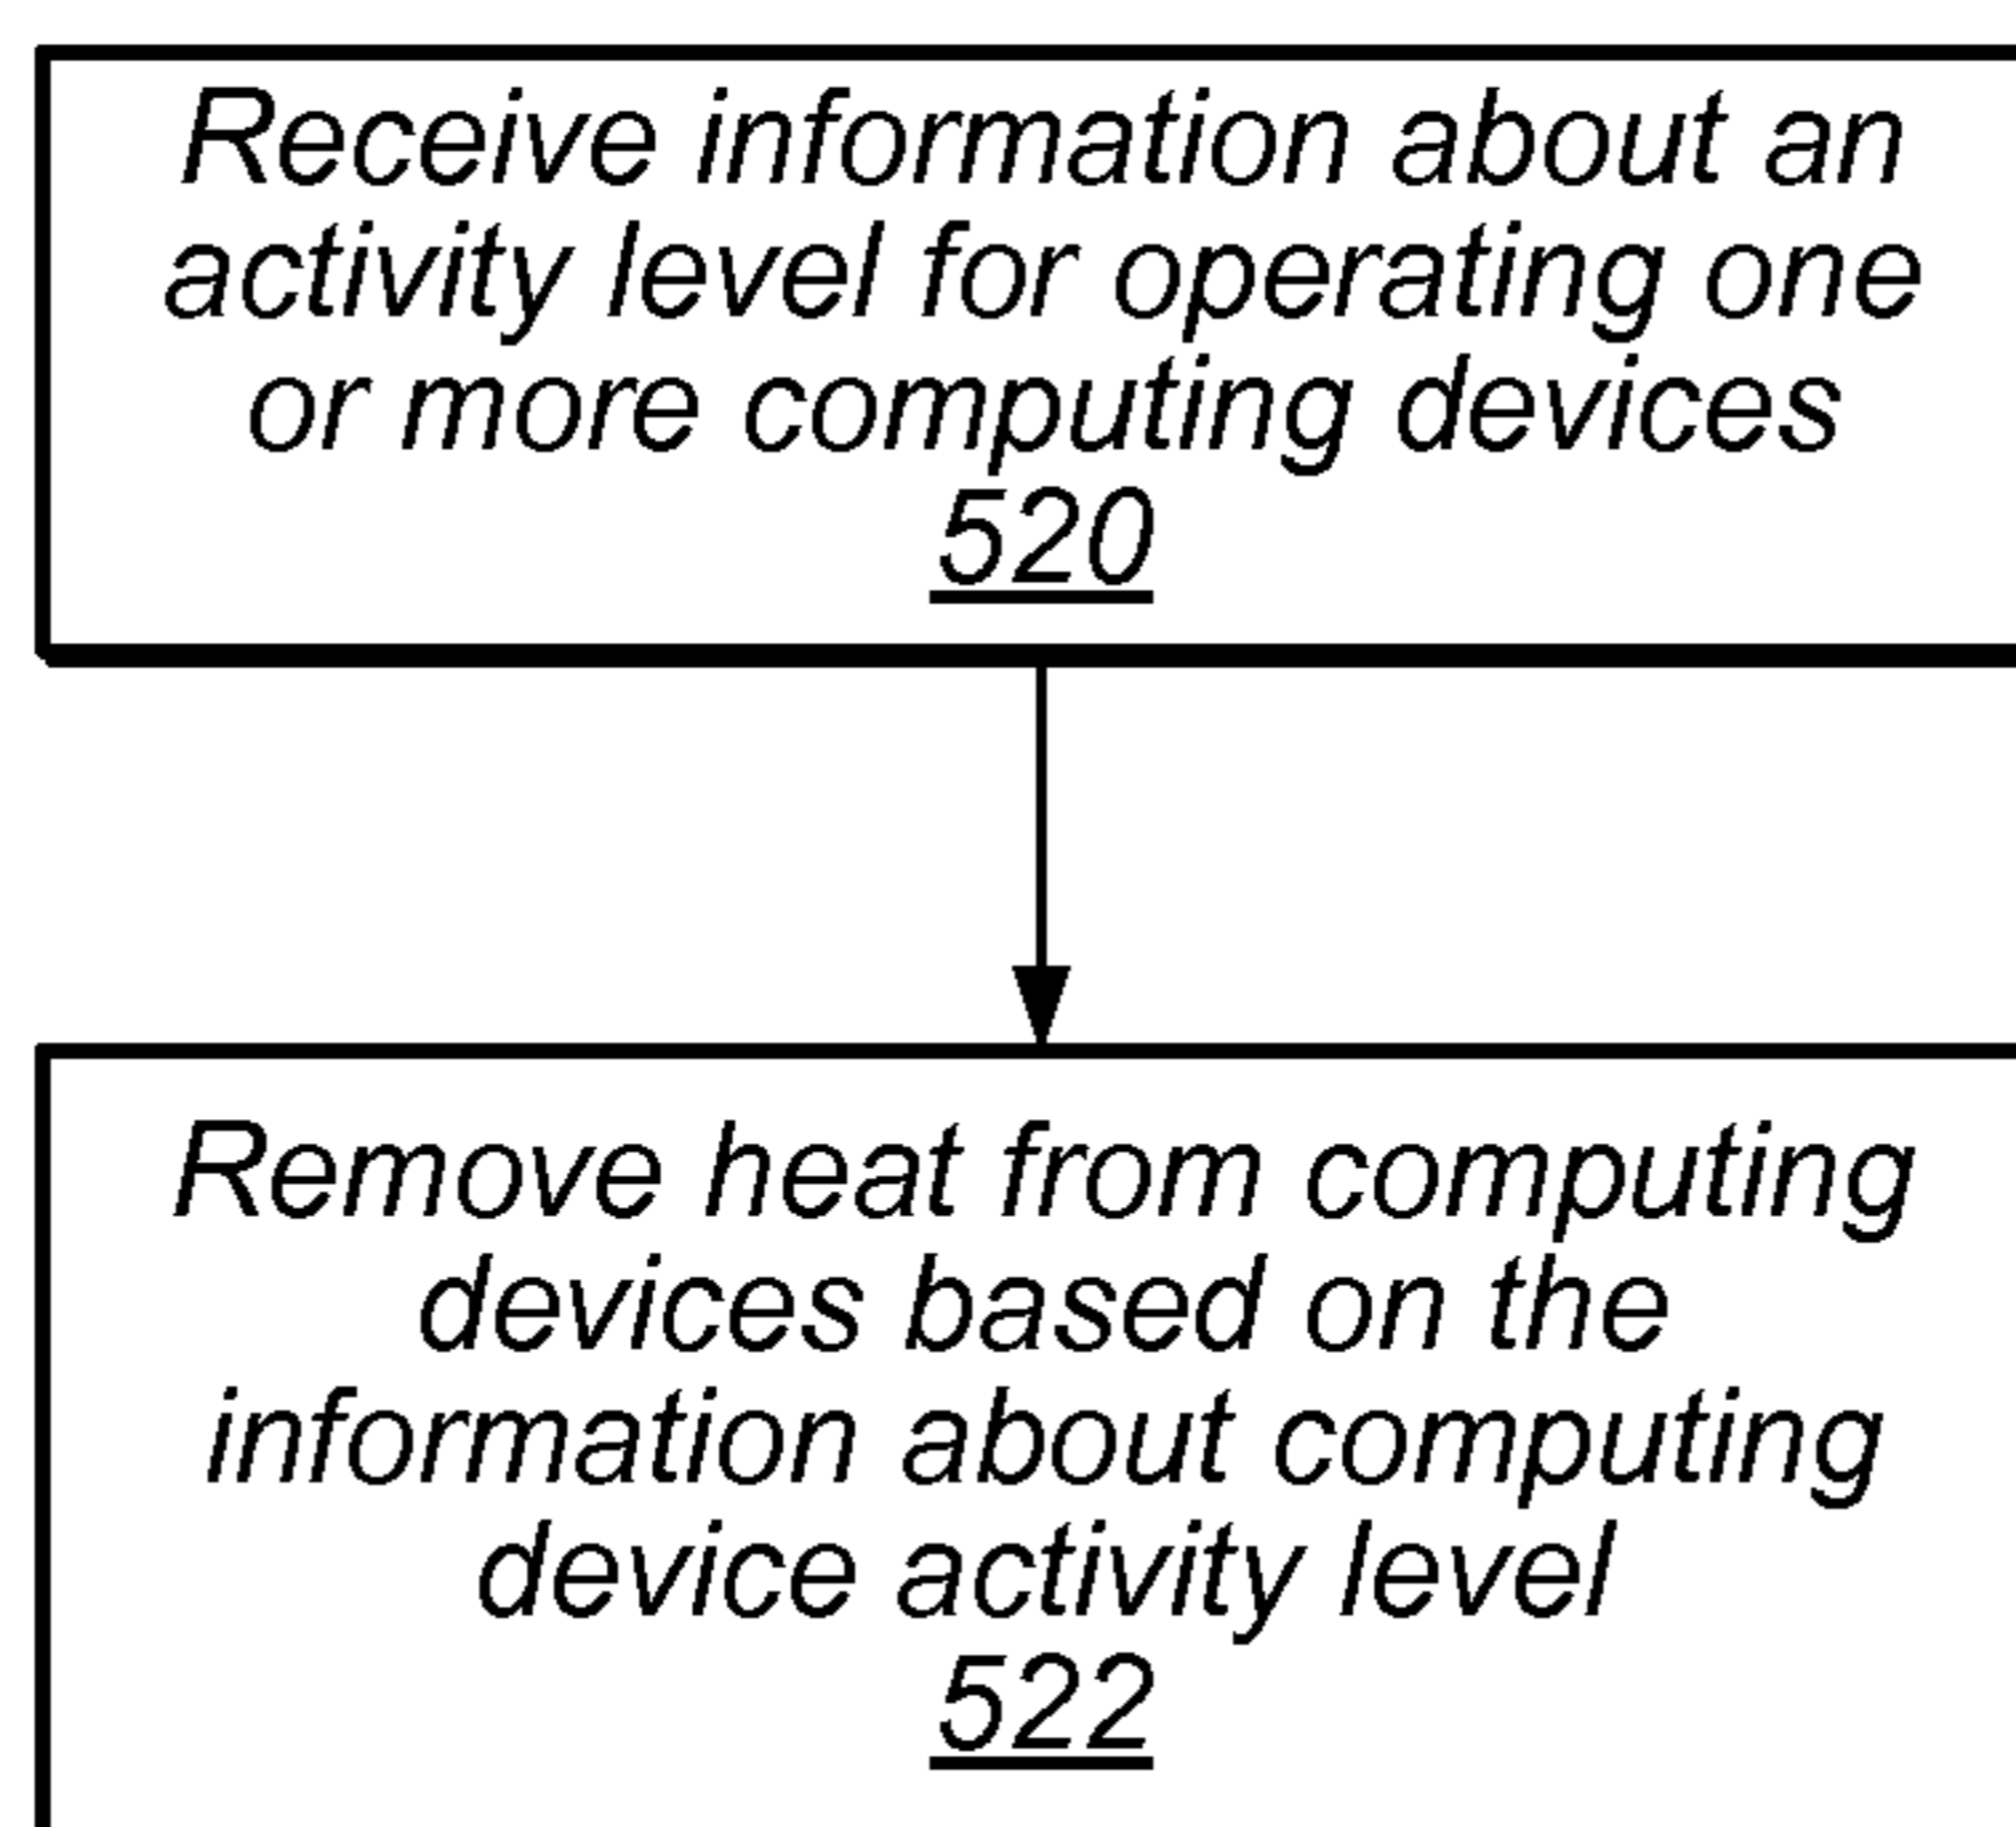 Receive information about an
activity level for operating one
or more computing devices
520
Remove heat from computing
devices based on the
information about computing
device activity level
522